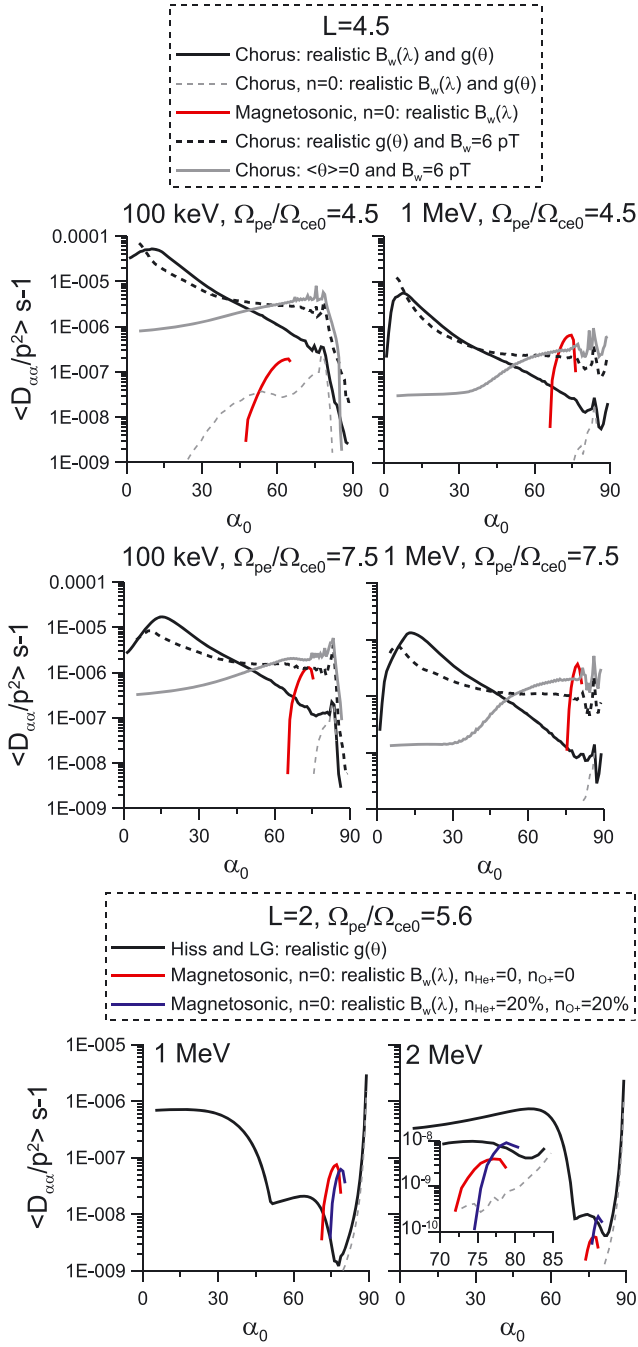 L=4.5
Chorus: realistic B_w(λ) and g(θ)
Chorus, n=0: realistic B_w(λ) and g(θ)
Magnetosonic, n=0: realistic B_w(λ)
Chorus: realistic g(θ) and B_w=6 pT
Chorus: <θ>=0 and B_w=6 pT
100 keV, Ω_pe/Ω_ce0=4.5
1 MeV, Ω_pe/Ω_ce0=4.5
<D_αα/p²> s-1
0.0001
1E-005
1E-006
1E-007
1E-008
1E-009
0 30 60 90
0 30 60 90
α_0
α_0
100 keV, Ω_pe/Ω_ce0=7.5
1 MeV, Ω_pe/Ω_ce0=7.5
<D_αα/p²> s-1
0.0001
1E-005
1E-006
1E-007
1E-008
1E-009
0 30 60 90
0 30 60 90
α_0
α_0
L=2, Ω_pe/Ω_ce0=5.6
Hiss and LG: realistic g(θ)
Magnetosonic, n=0: realistic B_w(λ), n_He+=0, n_O+=0
Magnetosonic, n=0: realistic B_w(λ), n_He+=20%, n_O+=20%
1 MeV
2 MeV
<D_αα/p²> s-1
1E-005
1E-006
1E-007
1E-008
1E-009
10⁻⁸
10⁻⁹
10⁻¹⁰
70 75 80 85
0 30 60 90
0 30 60 90
α_0
α_0